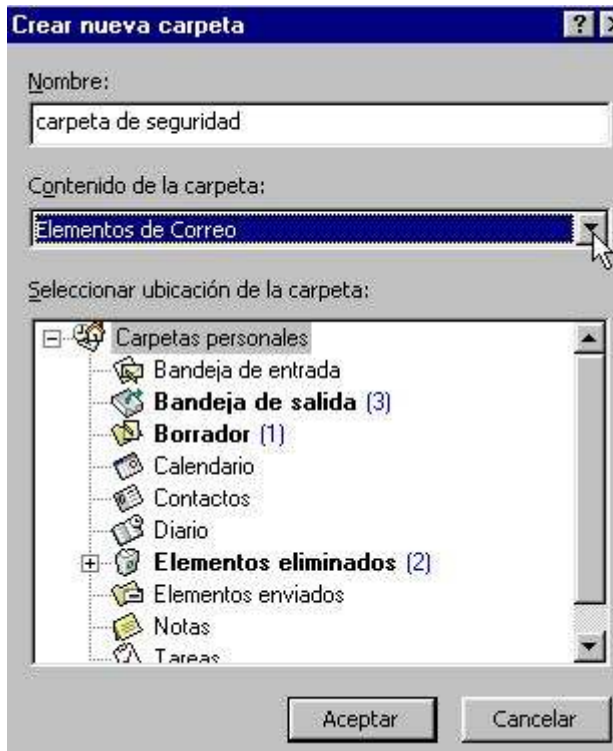 Crear nueva carpeta
Nombre:
carpeta de seguridad
Contenido de la carpeta:
Elementos de Correo
Seleccionar ubicación de la carpeta:
Carpetas personales
Bandeja de entrada
Bandeja de salida (3)
Borrador (1)
Calendario
Contactos
Diario
Elementos eliminados (2)
Elementos enviados
Notas
Tareas
Aceptar Cancelar